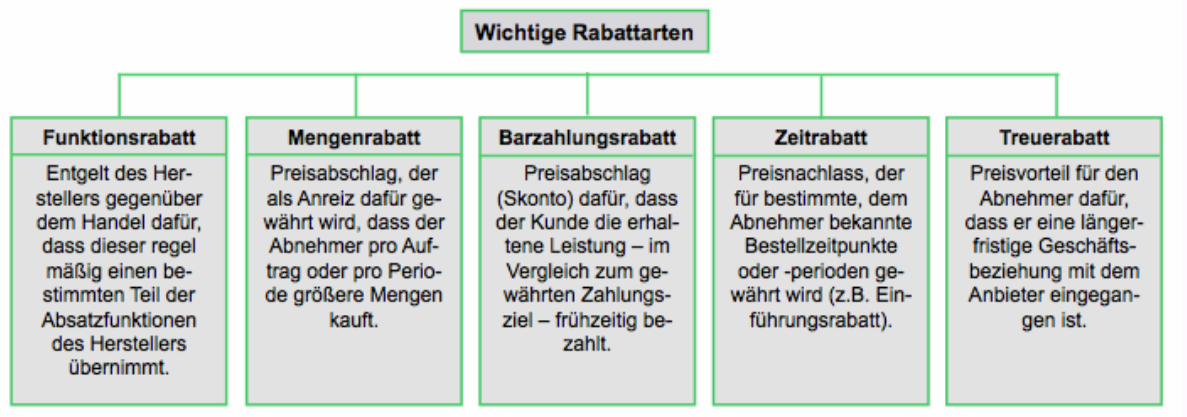 Wichtige Rabattarten
Funktionsrabatt
Entgelt des Her-
stellers gegenüber
dem Handel dafür,
dass dieser regel
mäßig einen be-
stimmten Teil der
Absatzfunktionen
des Herstellers
übernimmt.
Mengenrabatt
Preisabschlag, der
als Anreiz dafür ge-
währt wird, dass der
Abnehmer pro Auf-
trag oder pro Perio-
de größere Mengen
kauft.
Barzahlungsrabatt
Preisabschlag
(Skonto) dafür, dass
der Kunde die erhal-
tene Leistung – im
Vergleich zum ge-
währten Zahlungs-
ziel – frühzeitig be-
zahlt.
Zeitrabatt
Preisnachlass, der
für bestimmte, dem
Abnehmer bekannte
Bestellzeitpunkte
oder -perioden ge-
währt wird (z.B. Ein-
führungsrabatt).
Treuerabatt
Preisvorteil für den
Abnehmer dafür,
dass er eine länger-
fristige Geschäfts-
beziehung mit dem
Anbieter eingegan-
gen ist.